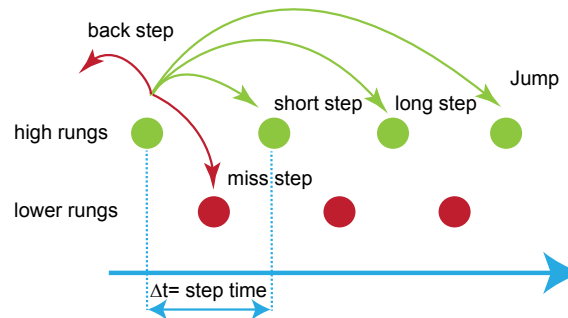 back step
Jump
short step
long step
high rungs
miss step
lower rungs
Δt= step time